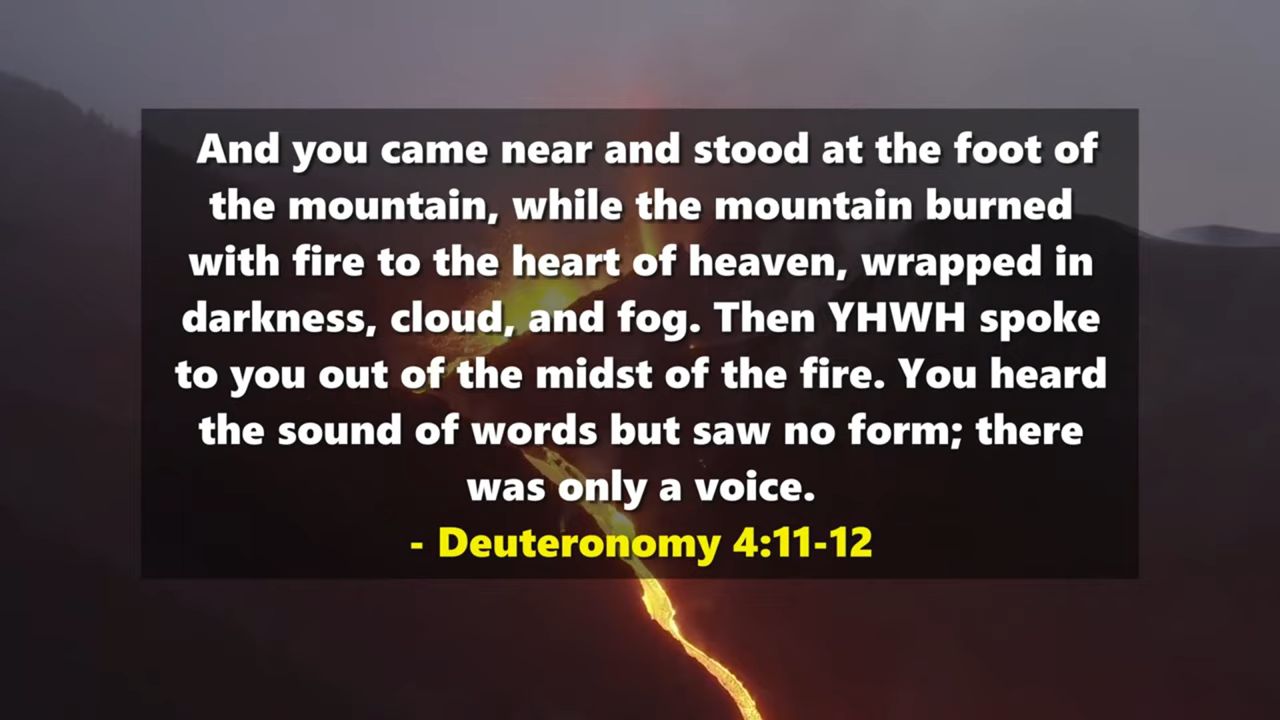 And you came near and stood at the foot of
the mountain, while the mountain burned
with fire to the heart of heaven, wrapped in
darkness, cloud, and fog. Then YHWH spoke
to you out of the midst of the fire. You heard
the sound of words but saw no form; there
was only a voice.
- Deuteronomy 4:11-12